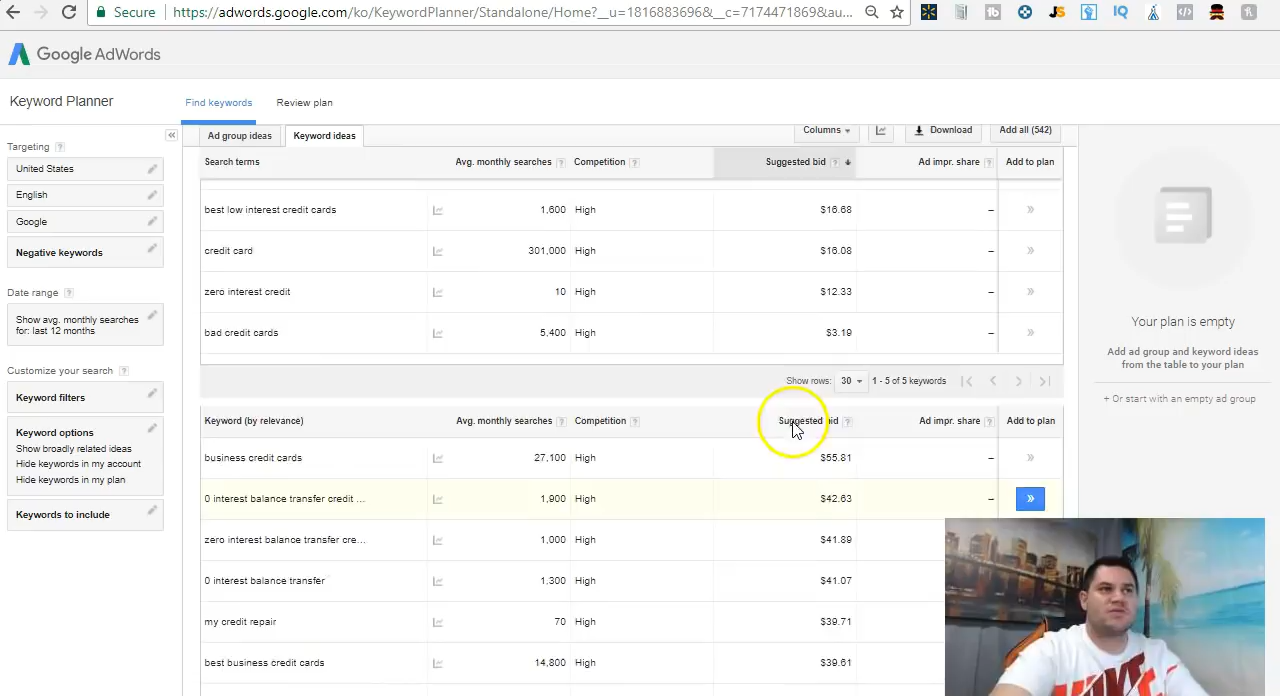 Secure https://adwords.google.com/ko/KeywordPlanner/Standalone/Home?__u=1816883696&__c=7174471869&au...
Google AdWords
Keyword Planner
Find keywords
Review plan
Targeting ?
United States
English
Google
Negative keywords
Date range ?
Show avg. monthly searches
for: last 12 months
Customize your search ?
Keyword filters
Keyword options
Show broadly related ideas
Hide keywords in my account
Hide keywords in my plan
Keywords to include
Ad group ideas Keyword ideas
Columns Download Add all (542)
Search terms Avg. monthly searches ? Competition ? Suggested bid ? Ad impr. share ? Add to plan
best low interest credit cards 1,600 High $16.68 –
credit card 301,000 High $16.08 –
zero interest credit 10 High $12.33 –
bad credit cards 5,400 High $3.19 –
Show rows: 30 1 - 5 of 5 keywords
Keyword (by relevance) Avg. monthly searches ? Competition ? Suggested bid ? Ad impr. share ? Add to plan
business credit cards 27,100 High $55.81 –
0 interest balance transfer credit ... 1,900 High $42.63 –
zero interest balance transfer cre... 1,000 High $41.89
0 interest balance transfer 1,300 High $41.07
my credit repair 70 High $39.71
best business credit cards 14,800 High $39.61
Your plan is empty
Add ad group and keyword ideas
from the table to your plan
+ Or start with an empty ad group